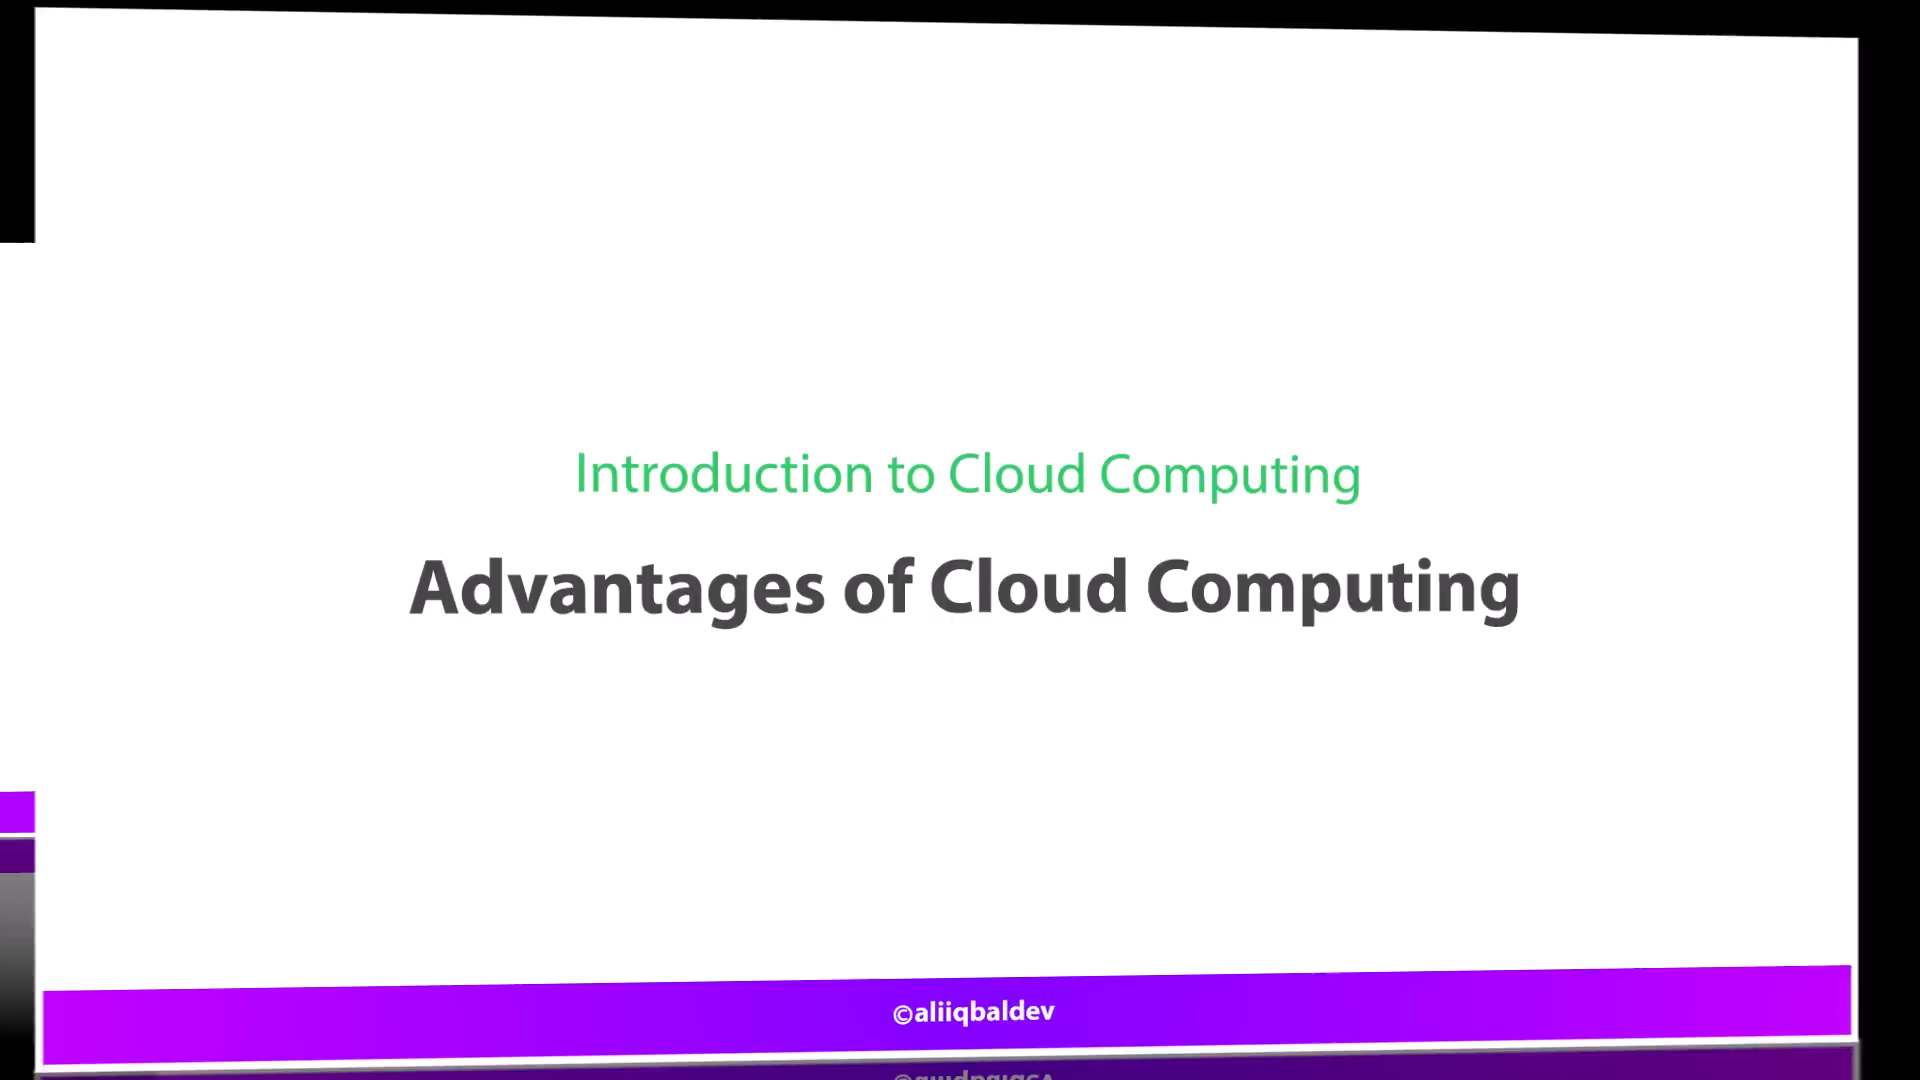 Introduction to Cloud Computing
Advantages of Cloud Computing
©aliiqbaldev